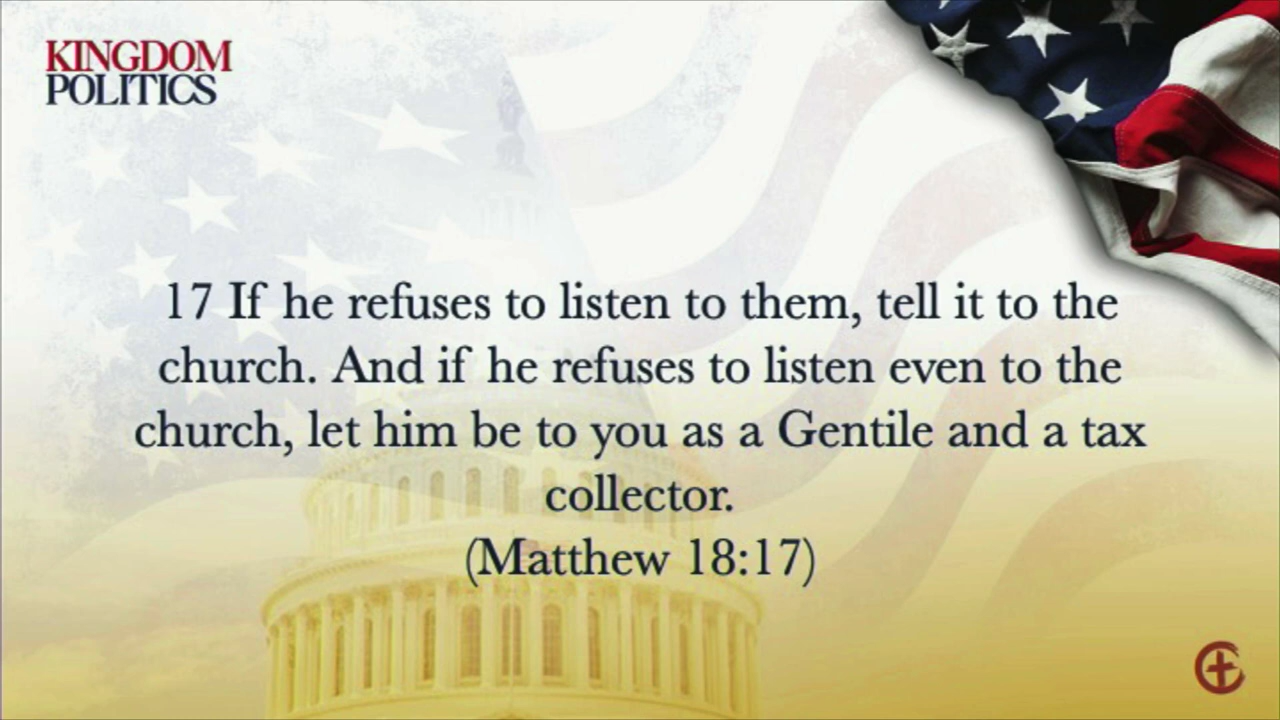 KINGDOM
POLITICS
17 If he refuses to listen to them, tell it to the
church. And if he refuses to listen even to the
church, let him be to you as a Gentile and a tax
collector.
(Matthew 18:17)